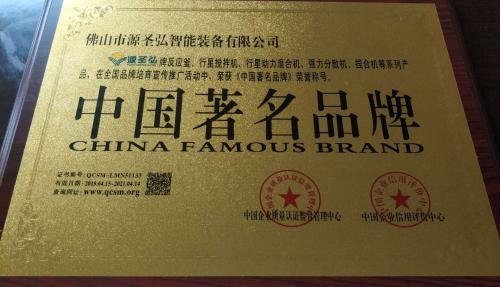 佛山市源圣弘智能装备有限公司
源圣弘 牌反应釜、行星搅拌机、行星动力混合机、强力分散机、捏合机等系列产
品，在全国品牌培育宣传推广活动中、荣获《中国著名品牌》荣誉称号。
中国著名品牌
CHINA FAMOUS BRAND
证书编号：QCSM-LMN51133
有效日期：2019.04.15-2021.04.14
查询网址：www.qcsm.org
中国企业质量认证监督管理中心
中国企业信用评价中心